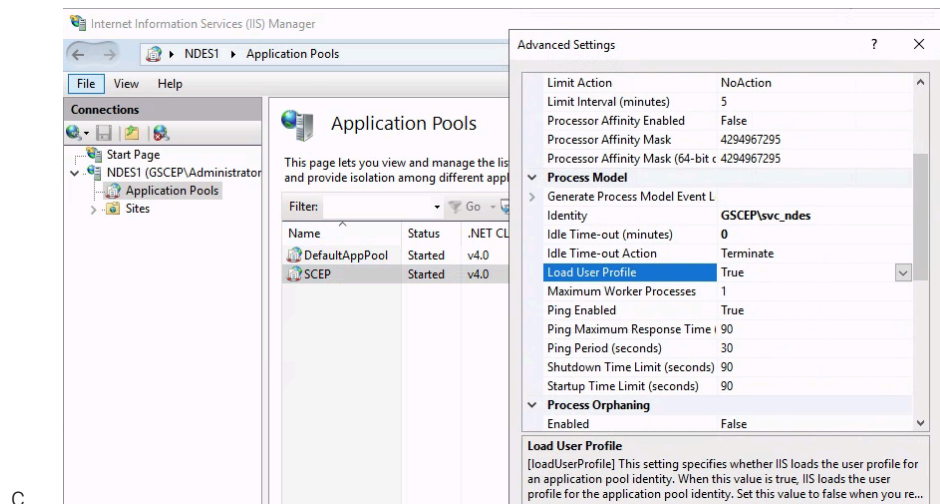 Internet Information Services (IIS) Manager
NDES1 Application Pools
File View Help
Connections
Start Page
NDES1 (GSCEP\Administrator
Application Pools
Sites
Application Pools
This page lets you view and manage the lis
and provide isolation among different appl
Filter: Go
Name Status .NET CL
DefaultAppPool Started v4.0
SCEP Started v4.0
Advanced Settings ? X
Limit Action NoAction
Limit Interval (minutes) 5
Processor Affinity Enabled False
Processor Affinity Mask 4294967295
Processor Affinity Mask (64-bit c 4294967295
Process Model
Generate Process Model Event L
Identity GSCEP\svc_ndes
Idle Time-out (minutes) 0
Idle Time-out Action Terminate
Load User Profile True
Maximum Worker Processes 1
Ping Enabled True
Ping Maximum Response Time ( 90
Ping Period (seconds) 30
Shutdown Time Limit (seconds) 90
Startup Time Limit (seconds) 90
Process Orphaning
Enabled False
Load User Profile
[loadUserProfile] This setting specifies whether IIS loads the user profile for
an application pool identity. When this value is true, IIS loads the user
profile for the application pool identity. Set this value to false when you re...
C